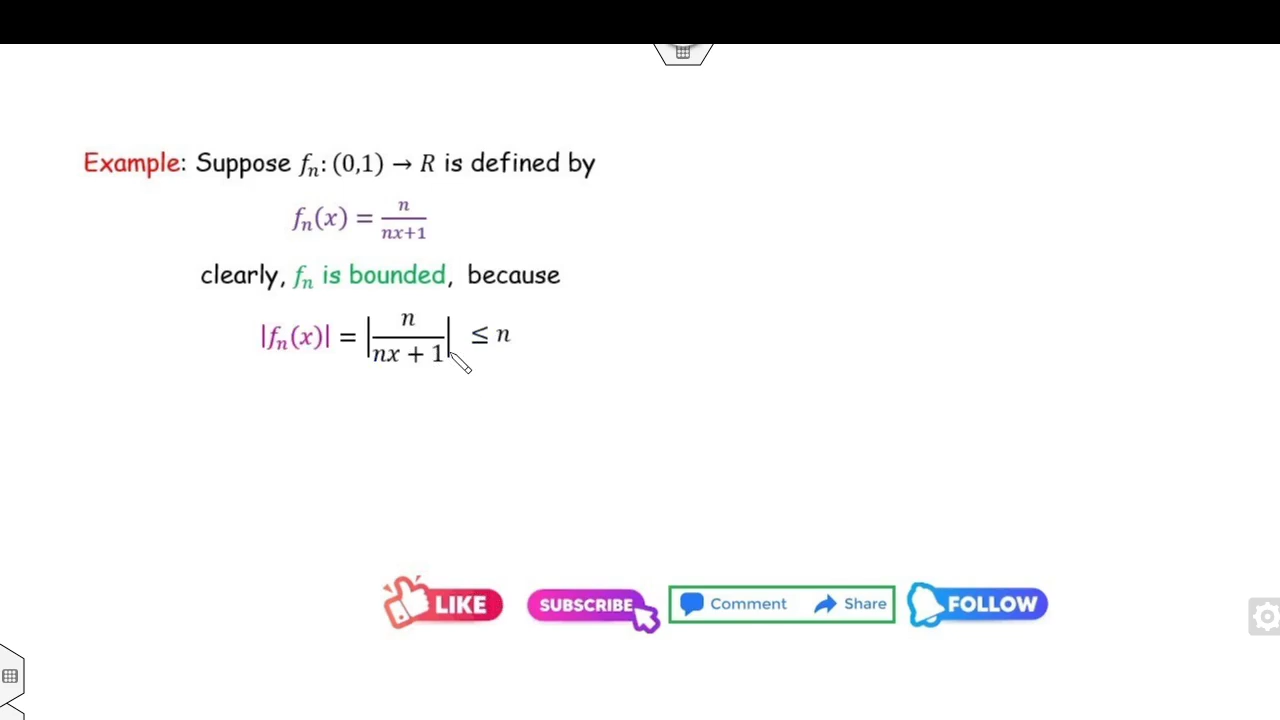 Example: Suppose fₙ: (0,1) → R is defined by
fₙ(x) = n/(nx+1)
clearly, fₙ is bounded, because
|fₙ(x)| = |n/(nx + 1)| ≤ n
LIKE SUBSCRIBE Comment Share FOLLOW